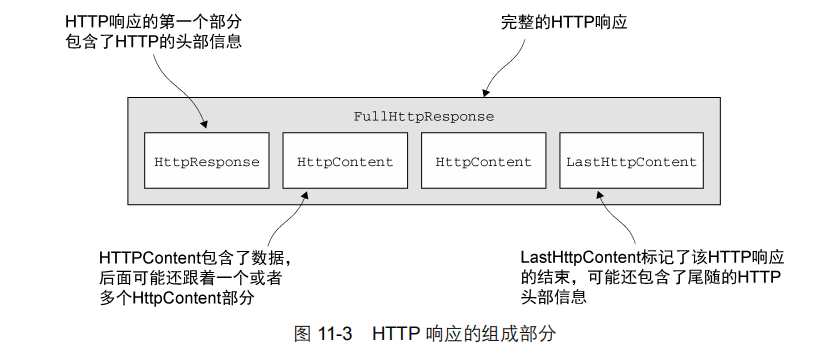 HTTP响应的第一个部分
包含了HTTP的头部信息
完整的HTTP响应
FullHttpResponse
HttpResponse
HttpContent
HttpContent
LastHttpContent
HTTPContent包含了数据，
后面可能还跟着一个或者
多个HttpContent部分
LastHttpContent标记了该HTTP响应
的结束，可能还包含了尾随的HTTP
头部信息
图 11-3 HTTP 响应的组成部分